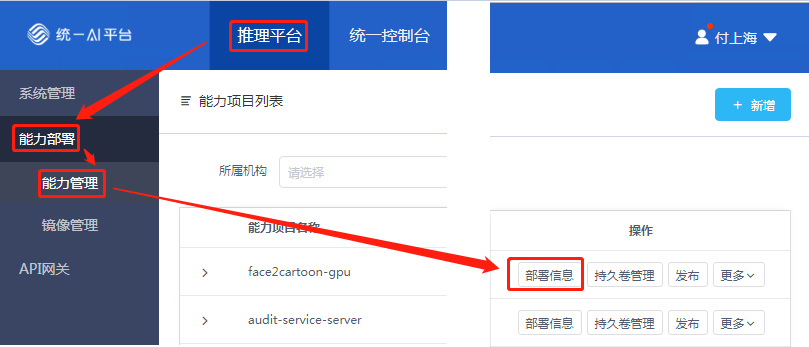 统一AI平台 推理平台 统一控制台 付上海
系统管理 能力项目列表 + 新增
能力部署
所属机构 请选择
能力管理
能力项目名称 操作
镜像管理
API网关 face2cartoon-gpu 部署信息 持久卷管理 发布 更多
audit-service-server 部署信息 持久卷管理 发布 更多